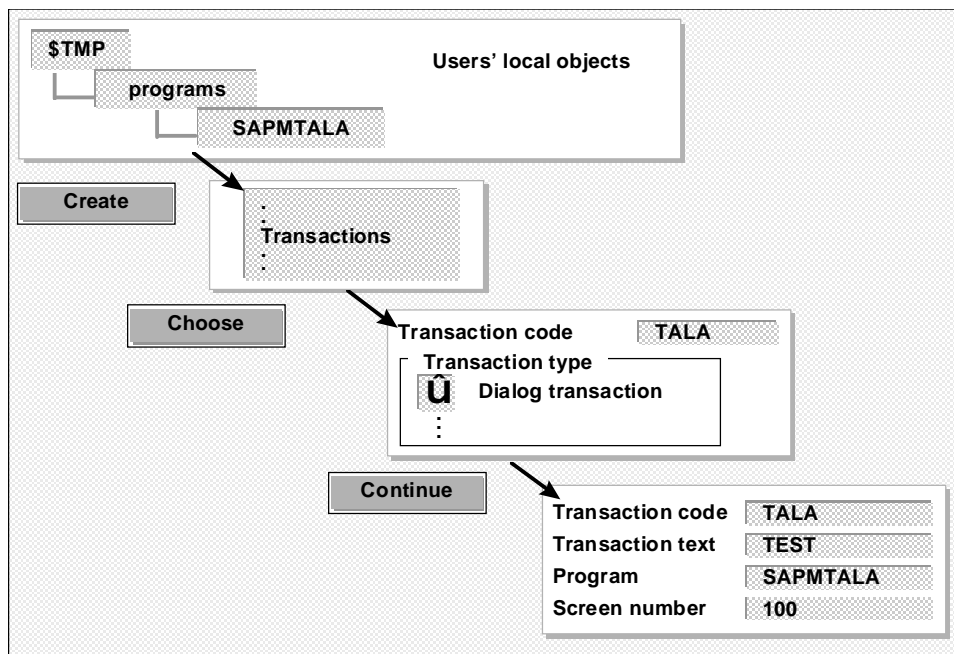 $TMP
Users’ local objects
programs
SAPMTALA
Create
:
Transactions
:
Choose
Transaction code TALA
Transaction type
û Dialog transaction
⋮
Continue
Transaction code TALA
Transaction text TEST
Program SAPMTALA
Screen number 100